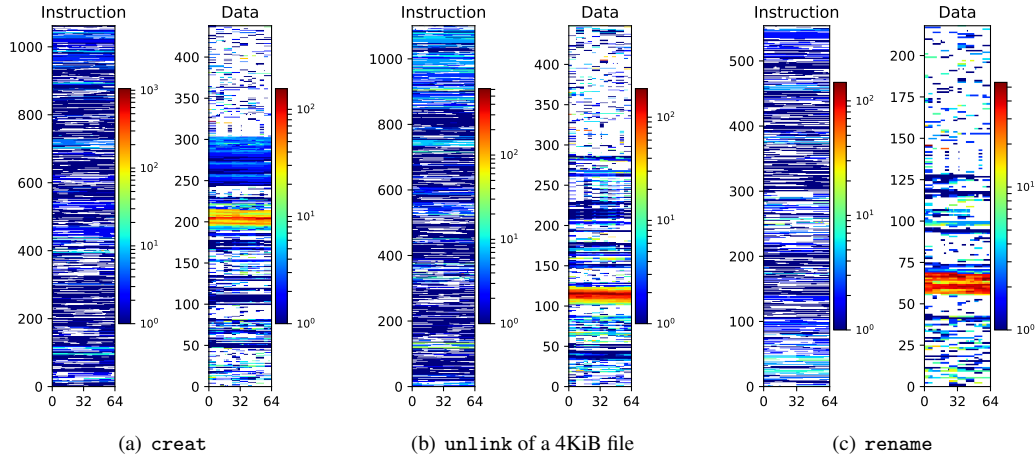 Instruction Data Instruction Data Instruction Data
1000 800 600 400 200 0
0 32 64
10³ 10² 10¹ 10⁰
400 350 300 250 200 150 100 50 0
0 32 64
10² 10¹ 10⁰
1000 800 600 400 200 0
0 32 64
10² 10¹ 10⁰
400 350 300 250 200 150 100 50 0
0 32 64
10² 10¹ 10⁰
500 400 300 200 100 0
0 32 64
10² 10¹ 10⁰
200 175 150 125 100 75 50 25 0
0 32 64
10¹ 10⁰
(a) creat (b) unlink of a 4KiB file (c) rename